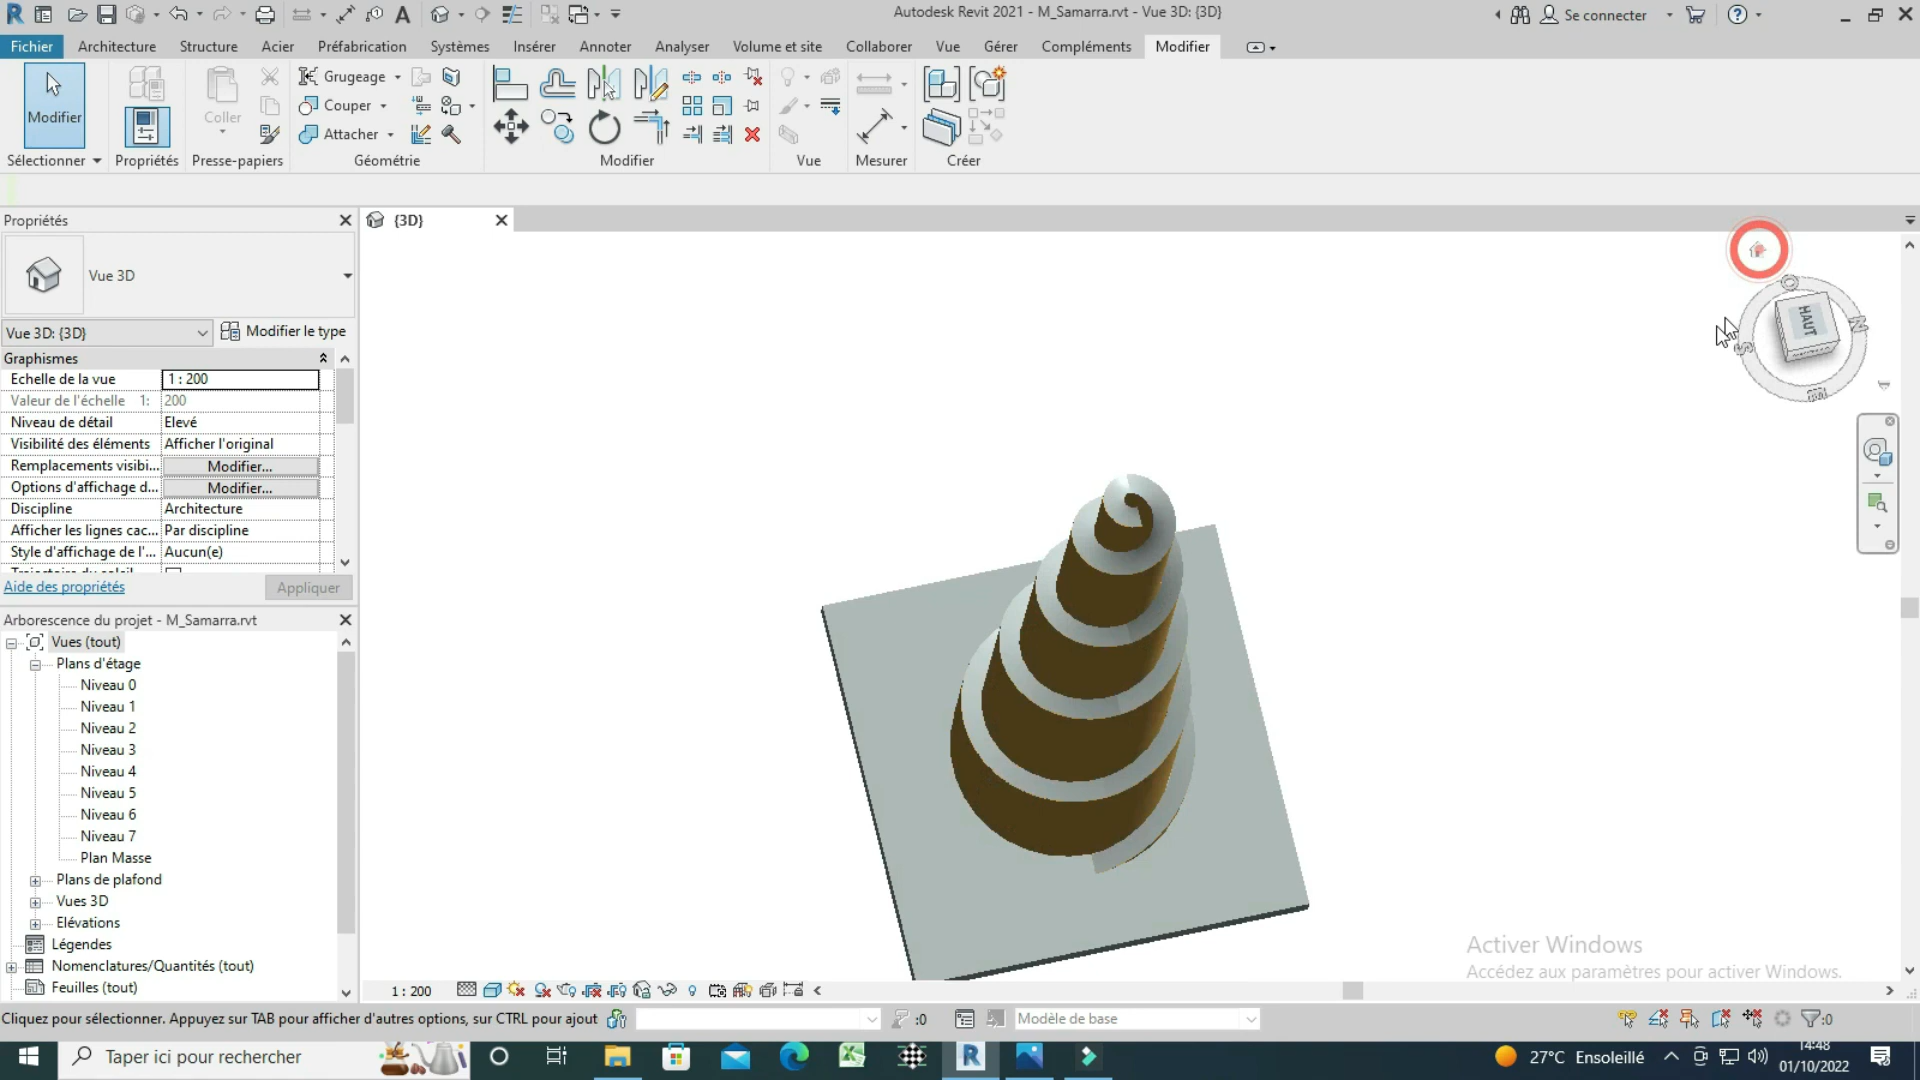 Autodesk Revit 2021 - M_Samarra.rvt - Vue 3D: {3D}
Se connecter
Fichier
Architecture
Structure
Acier
Préfabrication
Systèmes
Insérer
Annoter
Analyser
Volume et site
Collaborer
Vue
Gérer
Compléments
Modifier
Modifier
Coller
Grugeage
Couper
Attacher
Sélectionner
Propriétés
Presse-papiers
Géométrie
Modifier
Vue
Mesurer
Créer
Propriétés
{3D}
Vue 3D
Vue 3D: {3D}
Modifier le type
Graphismes
Echelle de la vue
1 : 200
Valeur de l'échelle 1:
200
Niveau de détail
Elevé
Visibilité des éléments
Afficher l'original
Remplacements visibi...
Modifier...
Options d'affichage d...
Modifier...
Discipline
Architecture
Afficher les lignes cac...
Par discipline
Style d'affichage de l'...
Aucun(e)
Aide des propriétés
Appliquer
Arborescence du projet - M_Samarra.rvt
Vues (tout)
Plans d'étage
Niveau 0
Niveau 1
Niveau 2
Niveau 3
Niveau 4
Niveau 5
Niveau 6
Niveau 7
Plan Masse
Plans de plafond
Vues 3D
Elévations
Légendes
Nomenclatures/Quantités (tout)
Feuilles (tout)
HAUT
O
N
S
Activer Windows
Accédez aux paramètres pour activer Windows.
1 : 200
Cliquez pour sélectionner. Appuyez sur TAB pour afficher d'autres options, sur CTRL pour ajout
:0
Modèle de base
:0
Taper ici pour rechercher
27°C Ensoleillé
14:48
01/10/2022